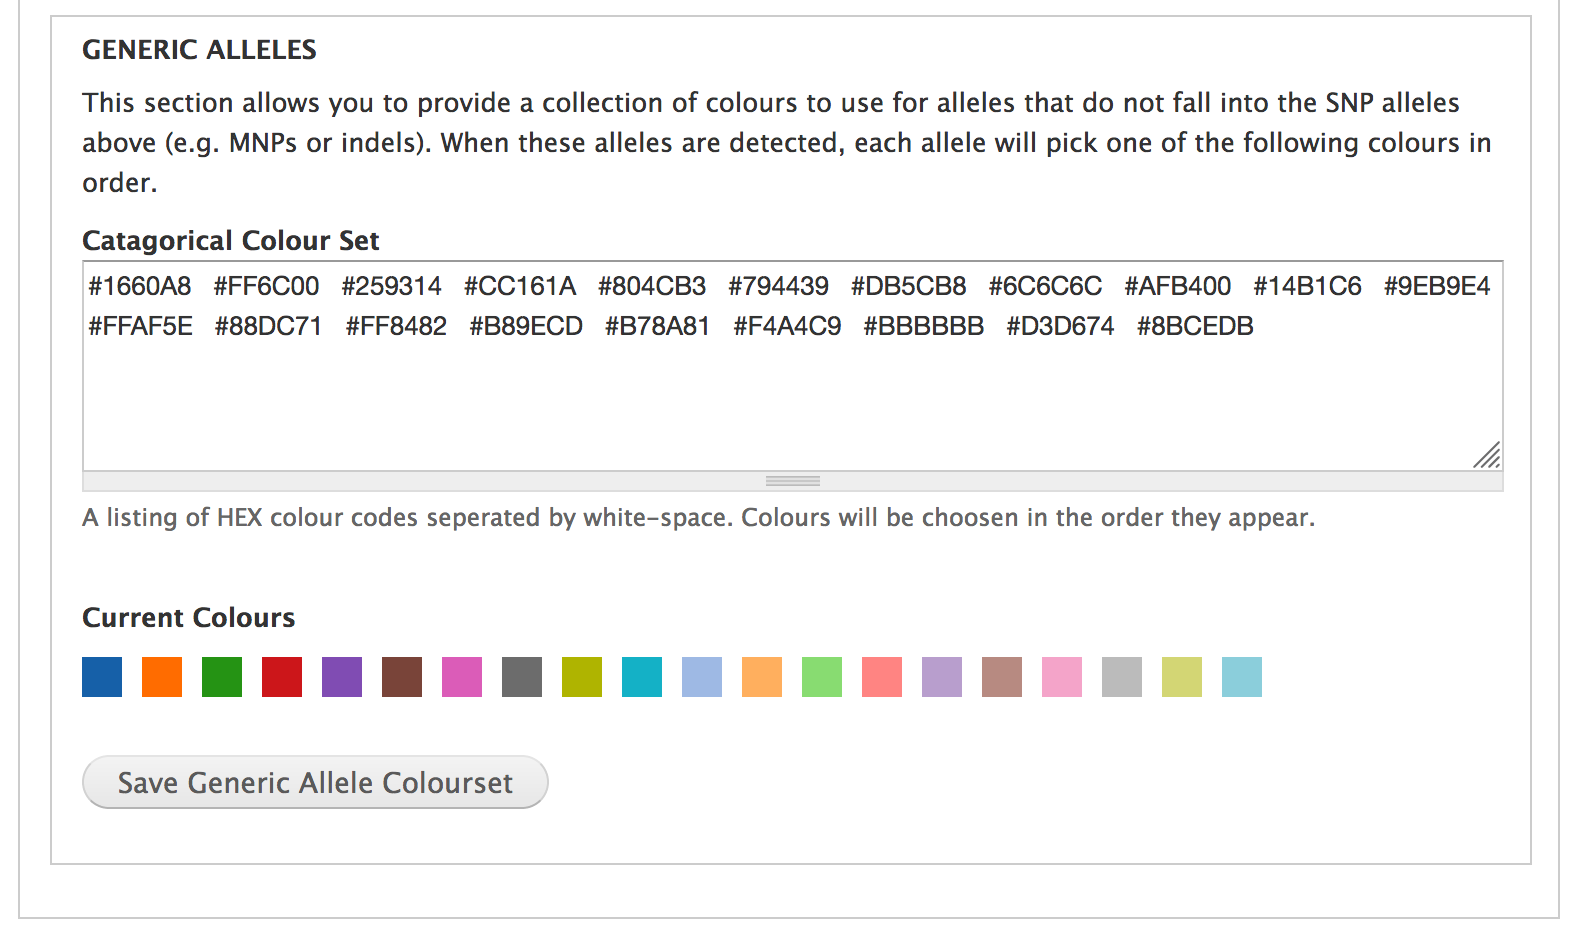 GENERIC ALLELES
This section allows you to provide a collection of colours to use for alleles that do not fall into the SNP alleles
above (e.g. MNPs or indels). When these alleles are detected, each allele will pick one of the following colours in
order.
Catagorical Colour Set
#1660A8 #FF6C00 #259314 #CC161A #804CB3 #794439 #DB5CB8 #6C6C6C #AFB400 #14B1C6 #9EB9E4
#FFAF5E #88DC71 #FF8482 #B89ECD #B78A81 #F4A4C9 #BBBBBB #D3D674 #8BCEDB
A listing of HEX colour codes seperated by white-space. Colours will be choosen in the order they appear.
Current Colours
Save Generic Allele Colourset